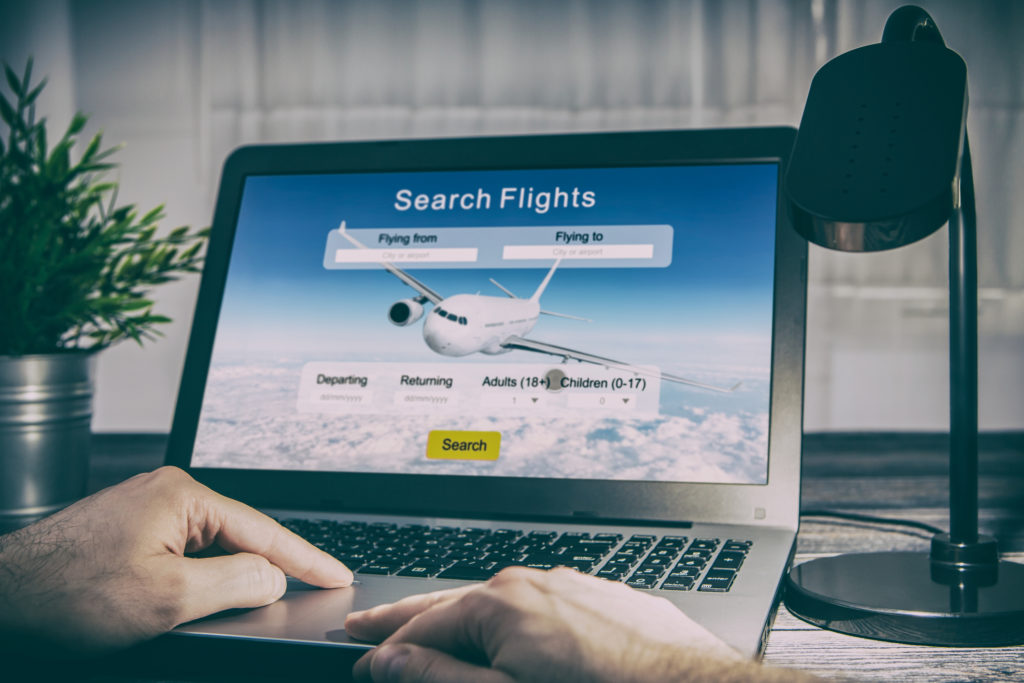 Search Flights
Flying from
Flying to
City or airport
City or airport
Departing
Returning
Adults (18+)
Children (0-17)
dd/mm/yyyy
dd/mm/yyyy
1
0
Search